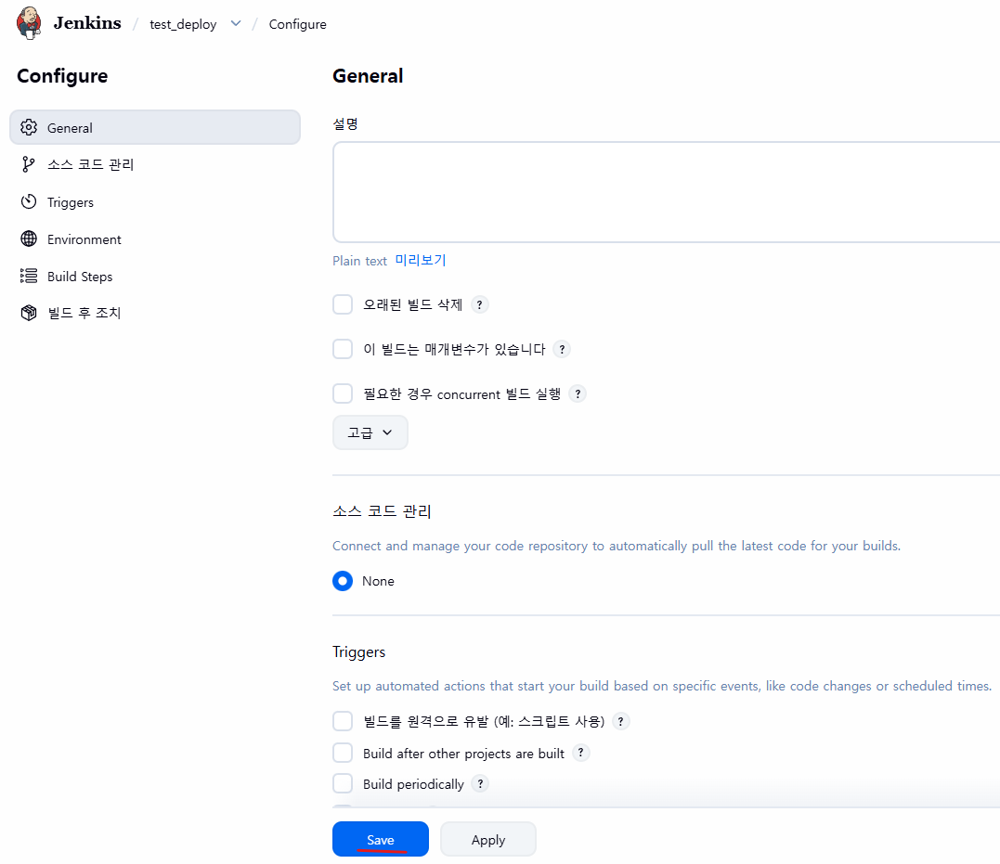 Jenkins / test_deploy / Configure
Configure
General
소스 코드 관리
Triggers
Environment
Build Steps
빌드 후 조치
General
설명
Plain text 미리보기
오래된 빌드 삭제 ?
이 빌드는 매개변수가 있습니다 ?
필요한 경우 concurrent 빌드 실행 ?
고급
소스 코드 관리
Connect and manage your code repository to automatically pull the latest code for your builds.
None
Triggers
Set up automated actions that start your build based on specific events, like code changes or scheduled times.
빌드를 원격으로 유발 (예: 스크립트 사용) ?
Build after other projects are built ?
Build periodically ?
Save Apply